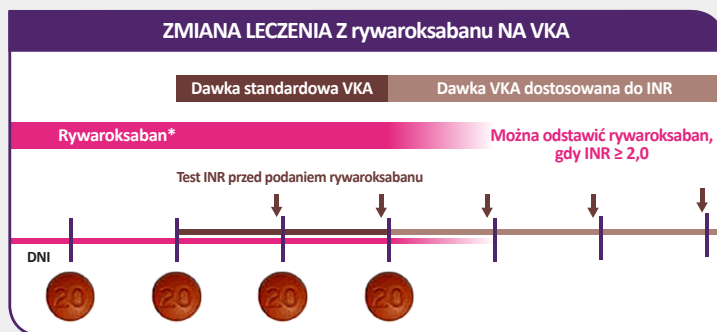 ZMIANA LECZENIA Z rywaroksabanu NA VKA
Dawka standardowa VKA
Dawka VKA dostosowana do INR
Rywaroksaban*
Można odstawić rywaroksaban,
gdy INR ≥ 2,0
Test INR przed podaniem rywaroksabanu
DNI
20
20
20
20